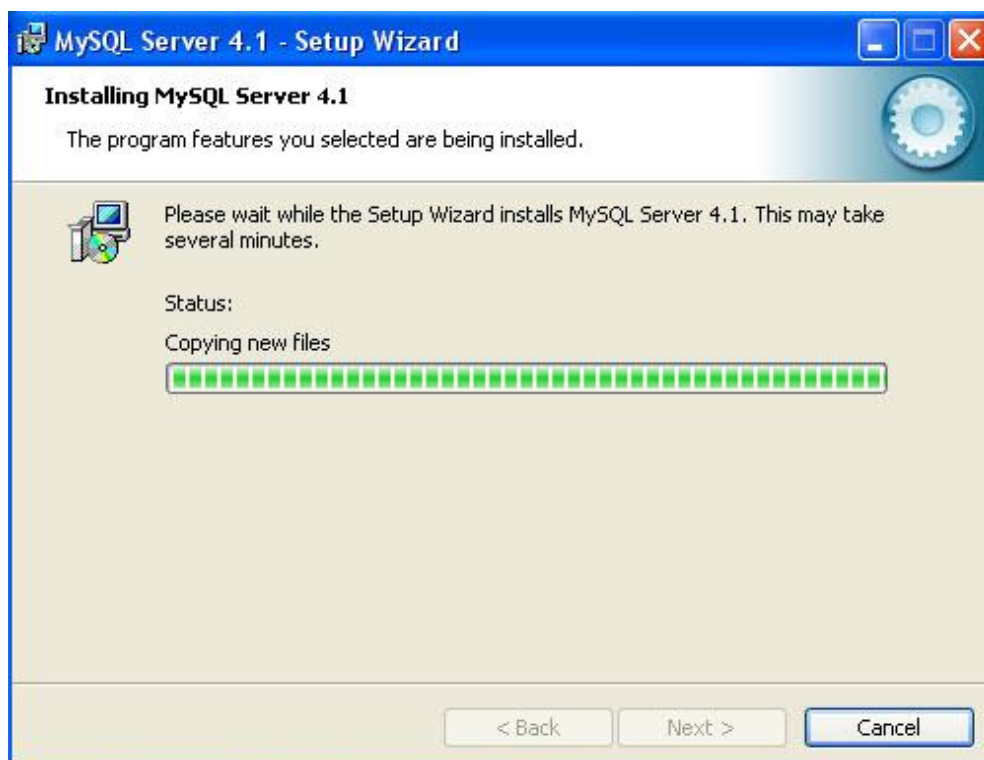 MySQL Server 4.1 - Setup Wizard
Installing MySQL Server 4.1
The program features you selected are being installed.
Please wait while the Setup Wizard installs MySQL Server 4.1. This may take
several minutes.
Status:
Copying new files
< Back Next > Cancel